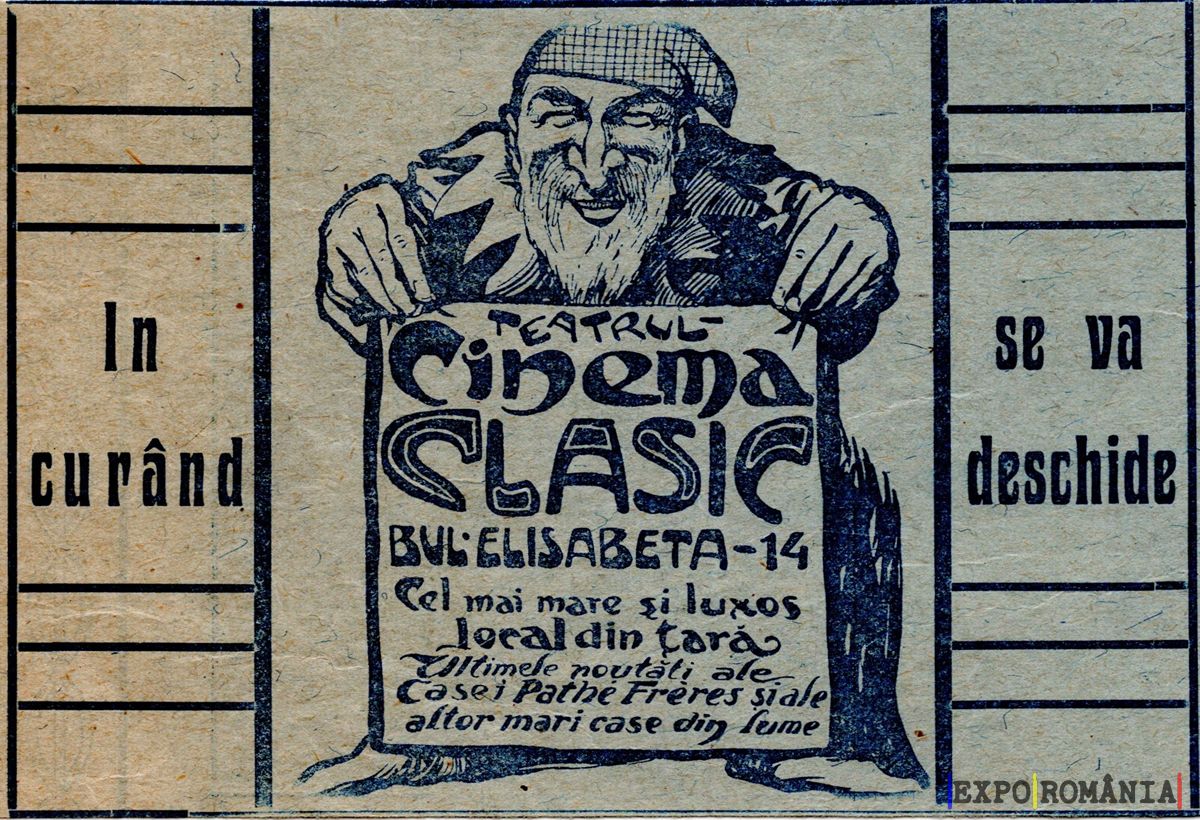 In
curând
TEATRUL-
Cinema
CLASIC
BUL·ELISABETA-14
Cel mai mare și luxos
local din țară
Ultimele noutăți ale
Casei Pathé Frères și ale
altor mari case din lume
se va
deschide
EXPO|ROMÂNIA|